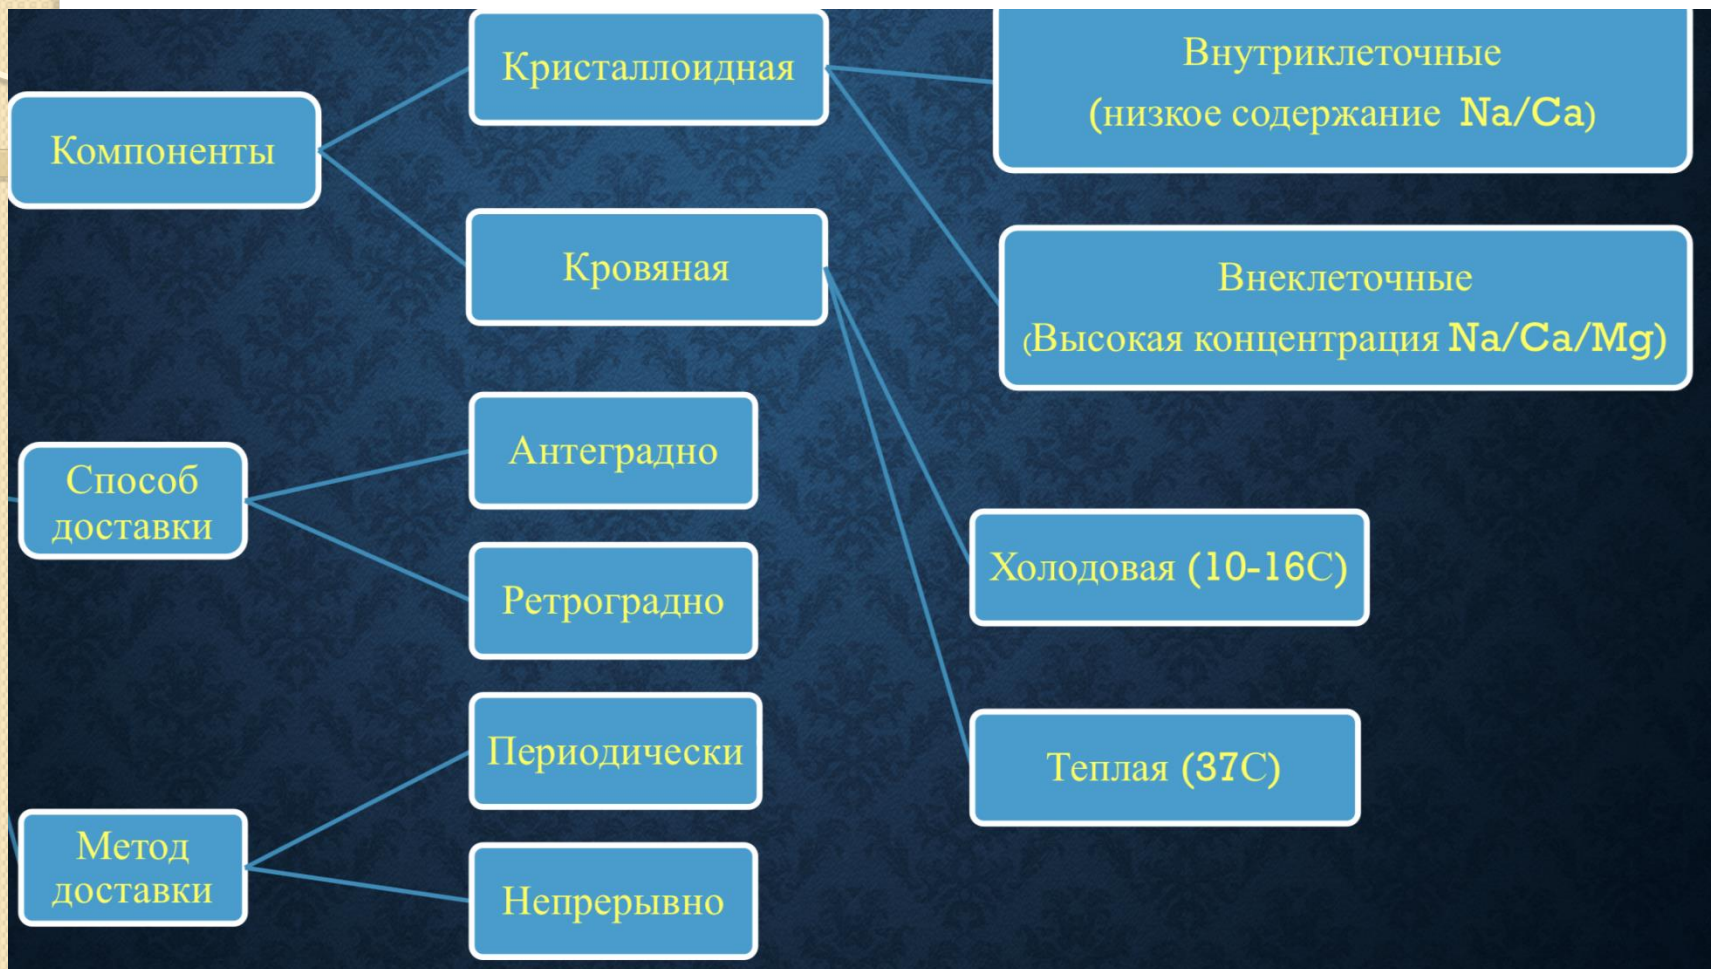 Компоненты
Кристаллоидная
Кровяная
Внутриклеточные
(низкое содержание Na/Ca)
Внеклеточные
(Высокая концентрация Na/Ca/Mg)
Холодовая (10-16С)
Теплая (37С)
Способ
доставки
Антеградно
Ретроградно
Метод
доставки
Периодически
Непрерывно